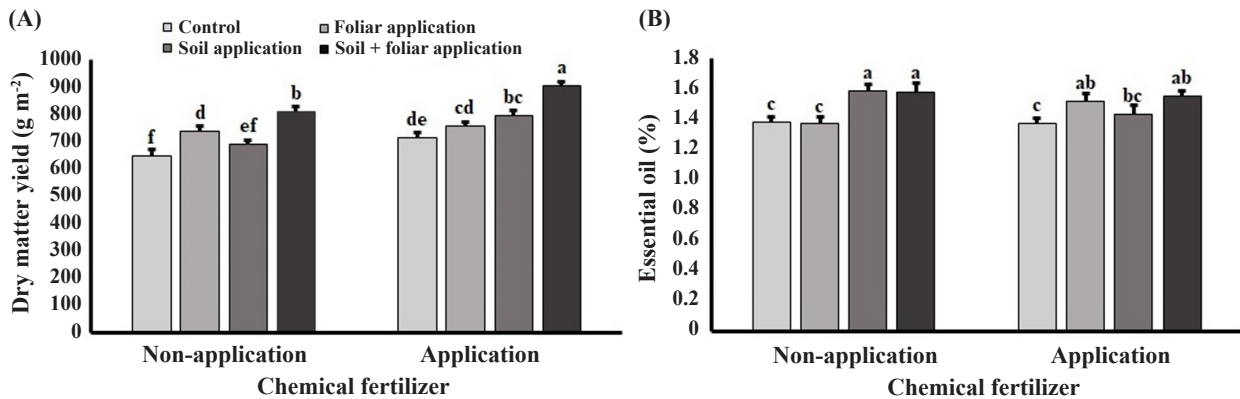 (A)
Control Foliar application
Soil application Soil + foliar application
Dry matter yield (g m⁻²)
1000
900
800
700
600
500
400
300
200
100
0
f d ef b de cd bc a
Non-application Application
Chemical fertilizer
(B)
Essential oil (%)
1.8
1.6
1.4
1.2
1.0
0.8
0.6
0.4
0.2
0
c c a a c ab bc ab
Non-application Application
Chemical fertilizer